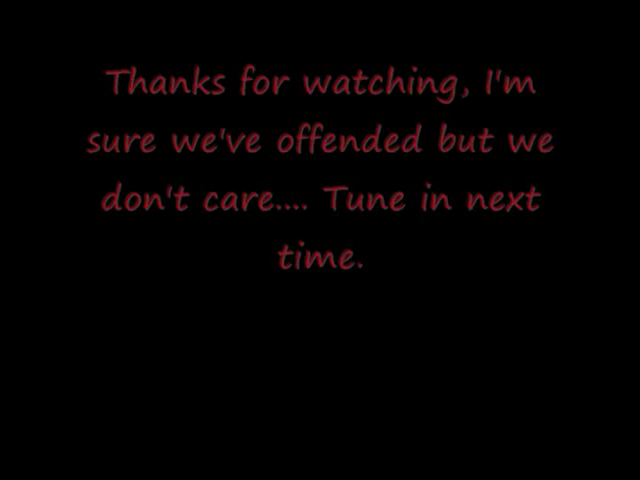 Thanks for watching, I'm
sure we've offended but we
don't care.... Tune in next
time.